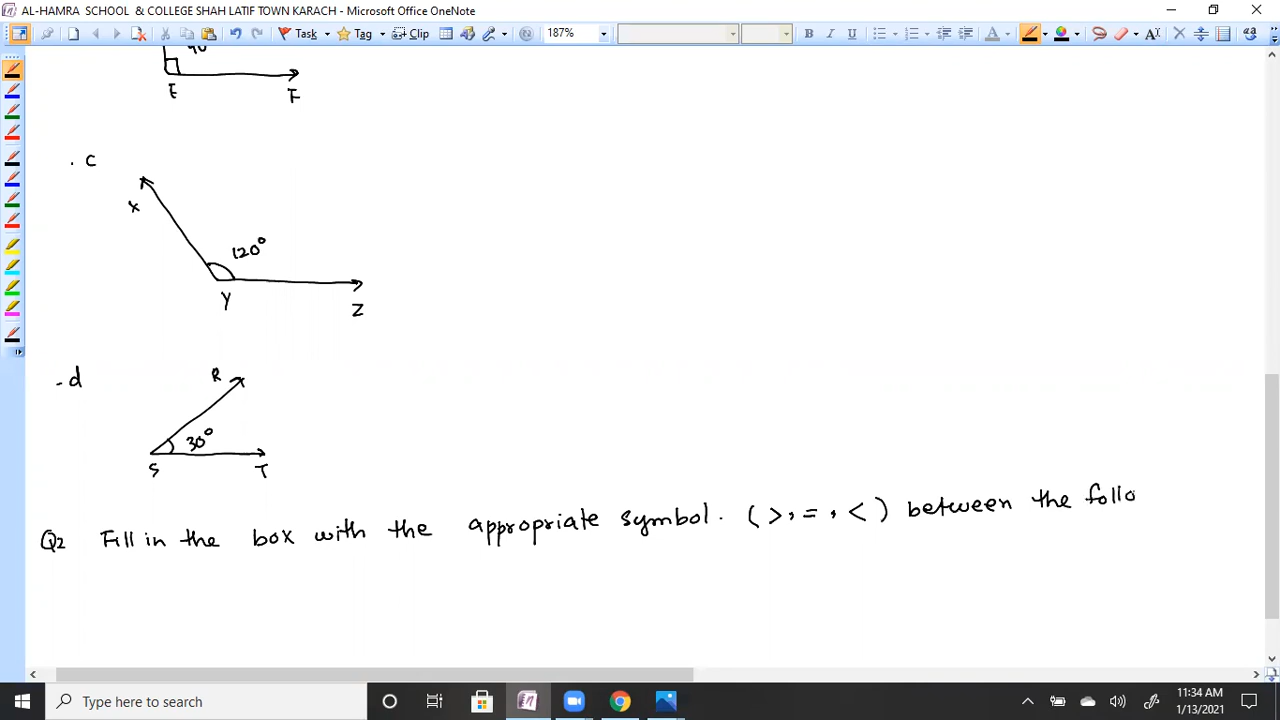 AL-HAMRA SCHOOL & COLLEGE SHAH LATIF TOWN KARACH - Microsoft Office OneNote
Task Tag Clip 187% B I U
E F
. c
X
120°
Y
Z
- d
R
30°
S T
Q2 Fill in the box with the appropriate symbol. ( > , = , < ) between the follo
Type here to search
11:34 AM
1/13/2021